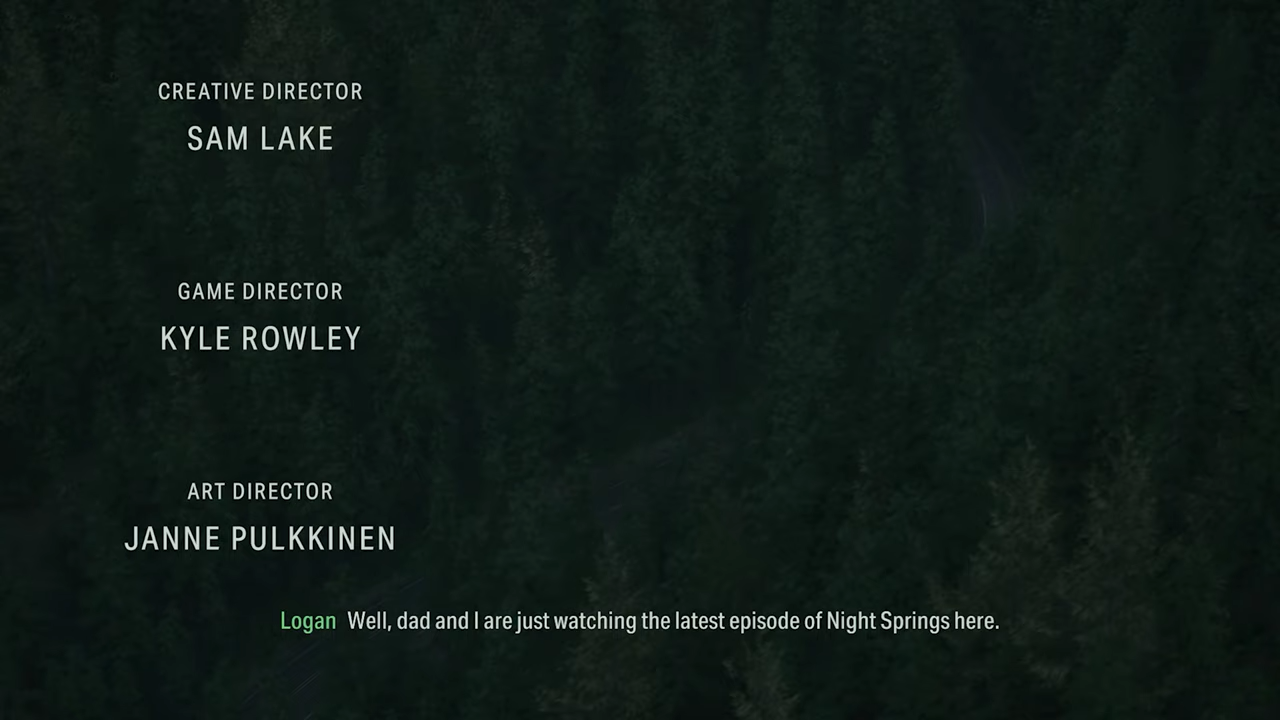 CREATIVE DIRECTOR
SAM LAKE
GAME DIRECTOR
KYLE ROWLEY
ART DIRECTOR
JANNE PULKKINEN
Logan Well, dad and I are just watching the latest episode of Night Springs here.